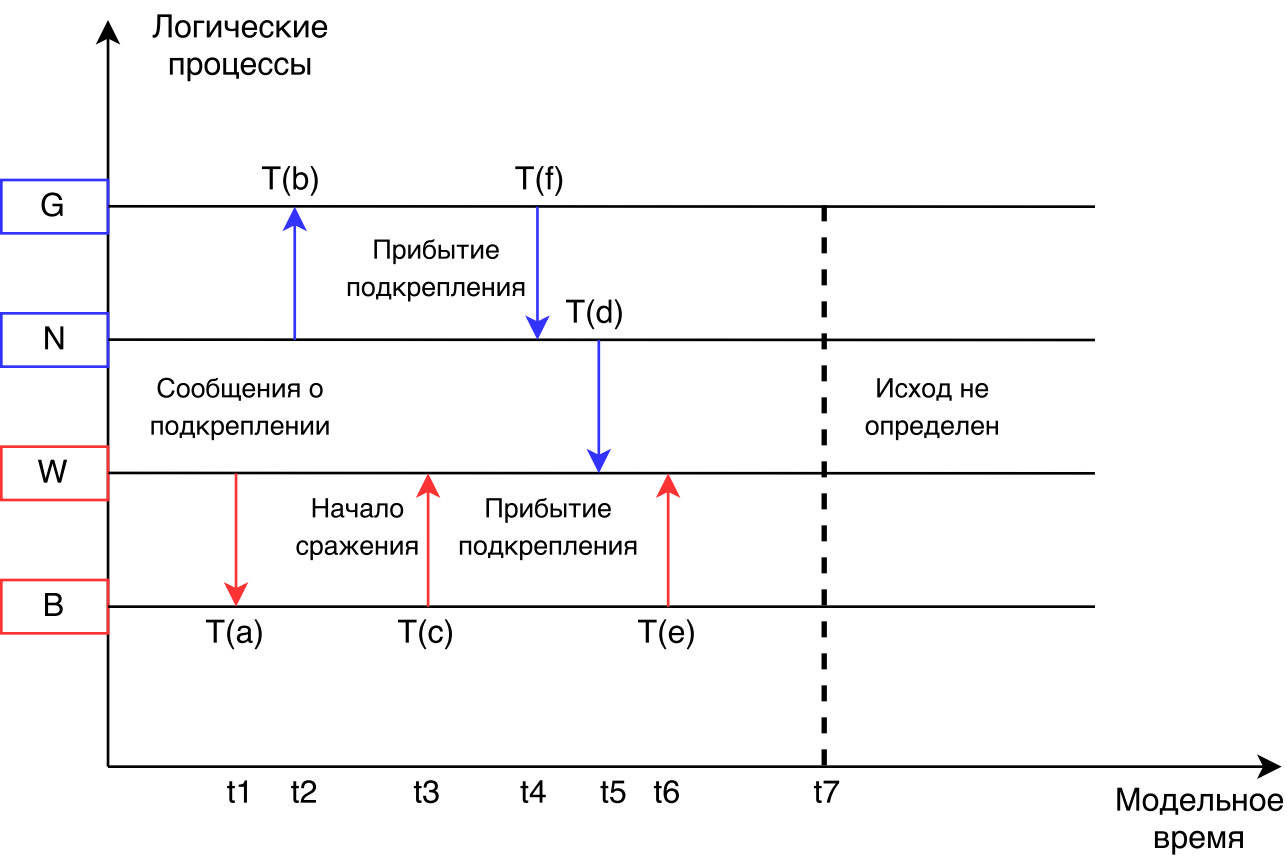 Логические
процессы
G
T(b)
T(f)
Прибытие
подкрепления
N
T(d)
Сообщения о
подкреплении
Исход не
определен
W
Начало
сражения
Прибытие
подкрепления
B
T(a)
T(c)
T(e)
t1
t2
t3
t4
t5
t6
t7
Модельное
время